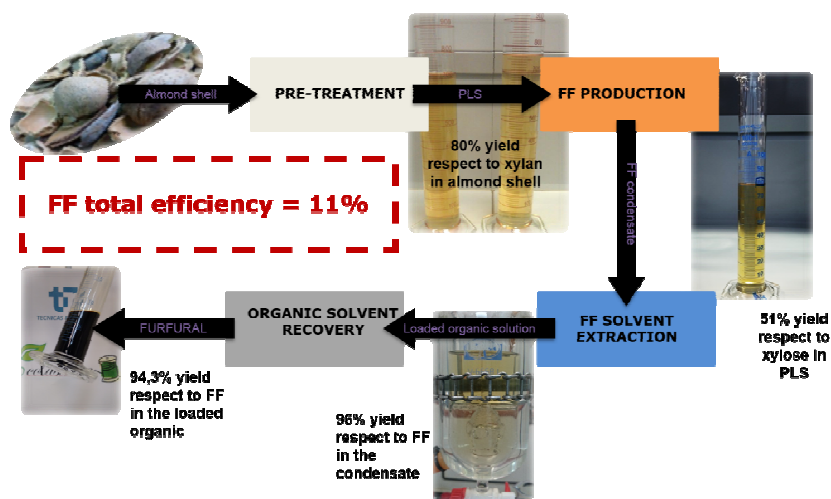 Almond shell
PRE-TREATMENT
PLS
FF PRODUCTION
80% yield
respect to xylan
in almond shell
FF condensate
FF total efficiency = 11%
51% yield
respect to
xylose in
PLS
FF SOLVENT
EXTRACTION
Loaded organic solution
ORGANIC SOLVENT
RECOVERY
FURFURAL
TECNICAS
94,3% yield
respect to FF
in the loaded
organic
96% yield
respect to FF
in the
condensate